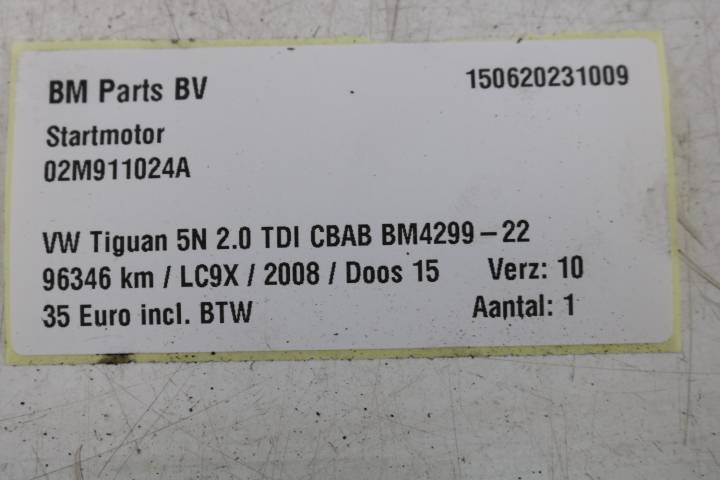 BM Parts BV 150620231009
Startmotor
02M911024A
VW Tiguan 5N 2.0 TDI CBAB BM4299-22
96346 km / LC9X / 2008 / Doos 15 Verz: 10
35 Euro incl. BTW Aantal: 1